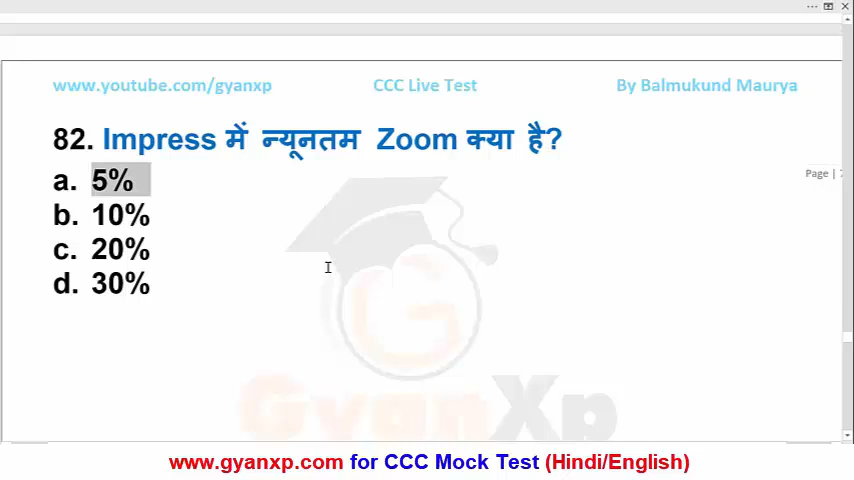 www.youtube.com/gyanxp CCC Live Test By Balmukund Maurya
82. Impress में न्यूनतम Zoom क्या है?
a. 5%
Page | 7
b. 10%
c. 20%
d. 30%
GyanXp
www.gyanxp.com for CCC Mock Test (Hindi/English)